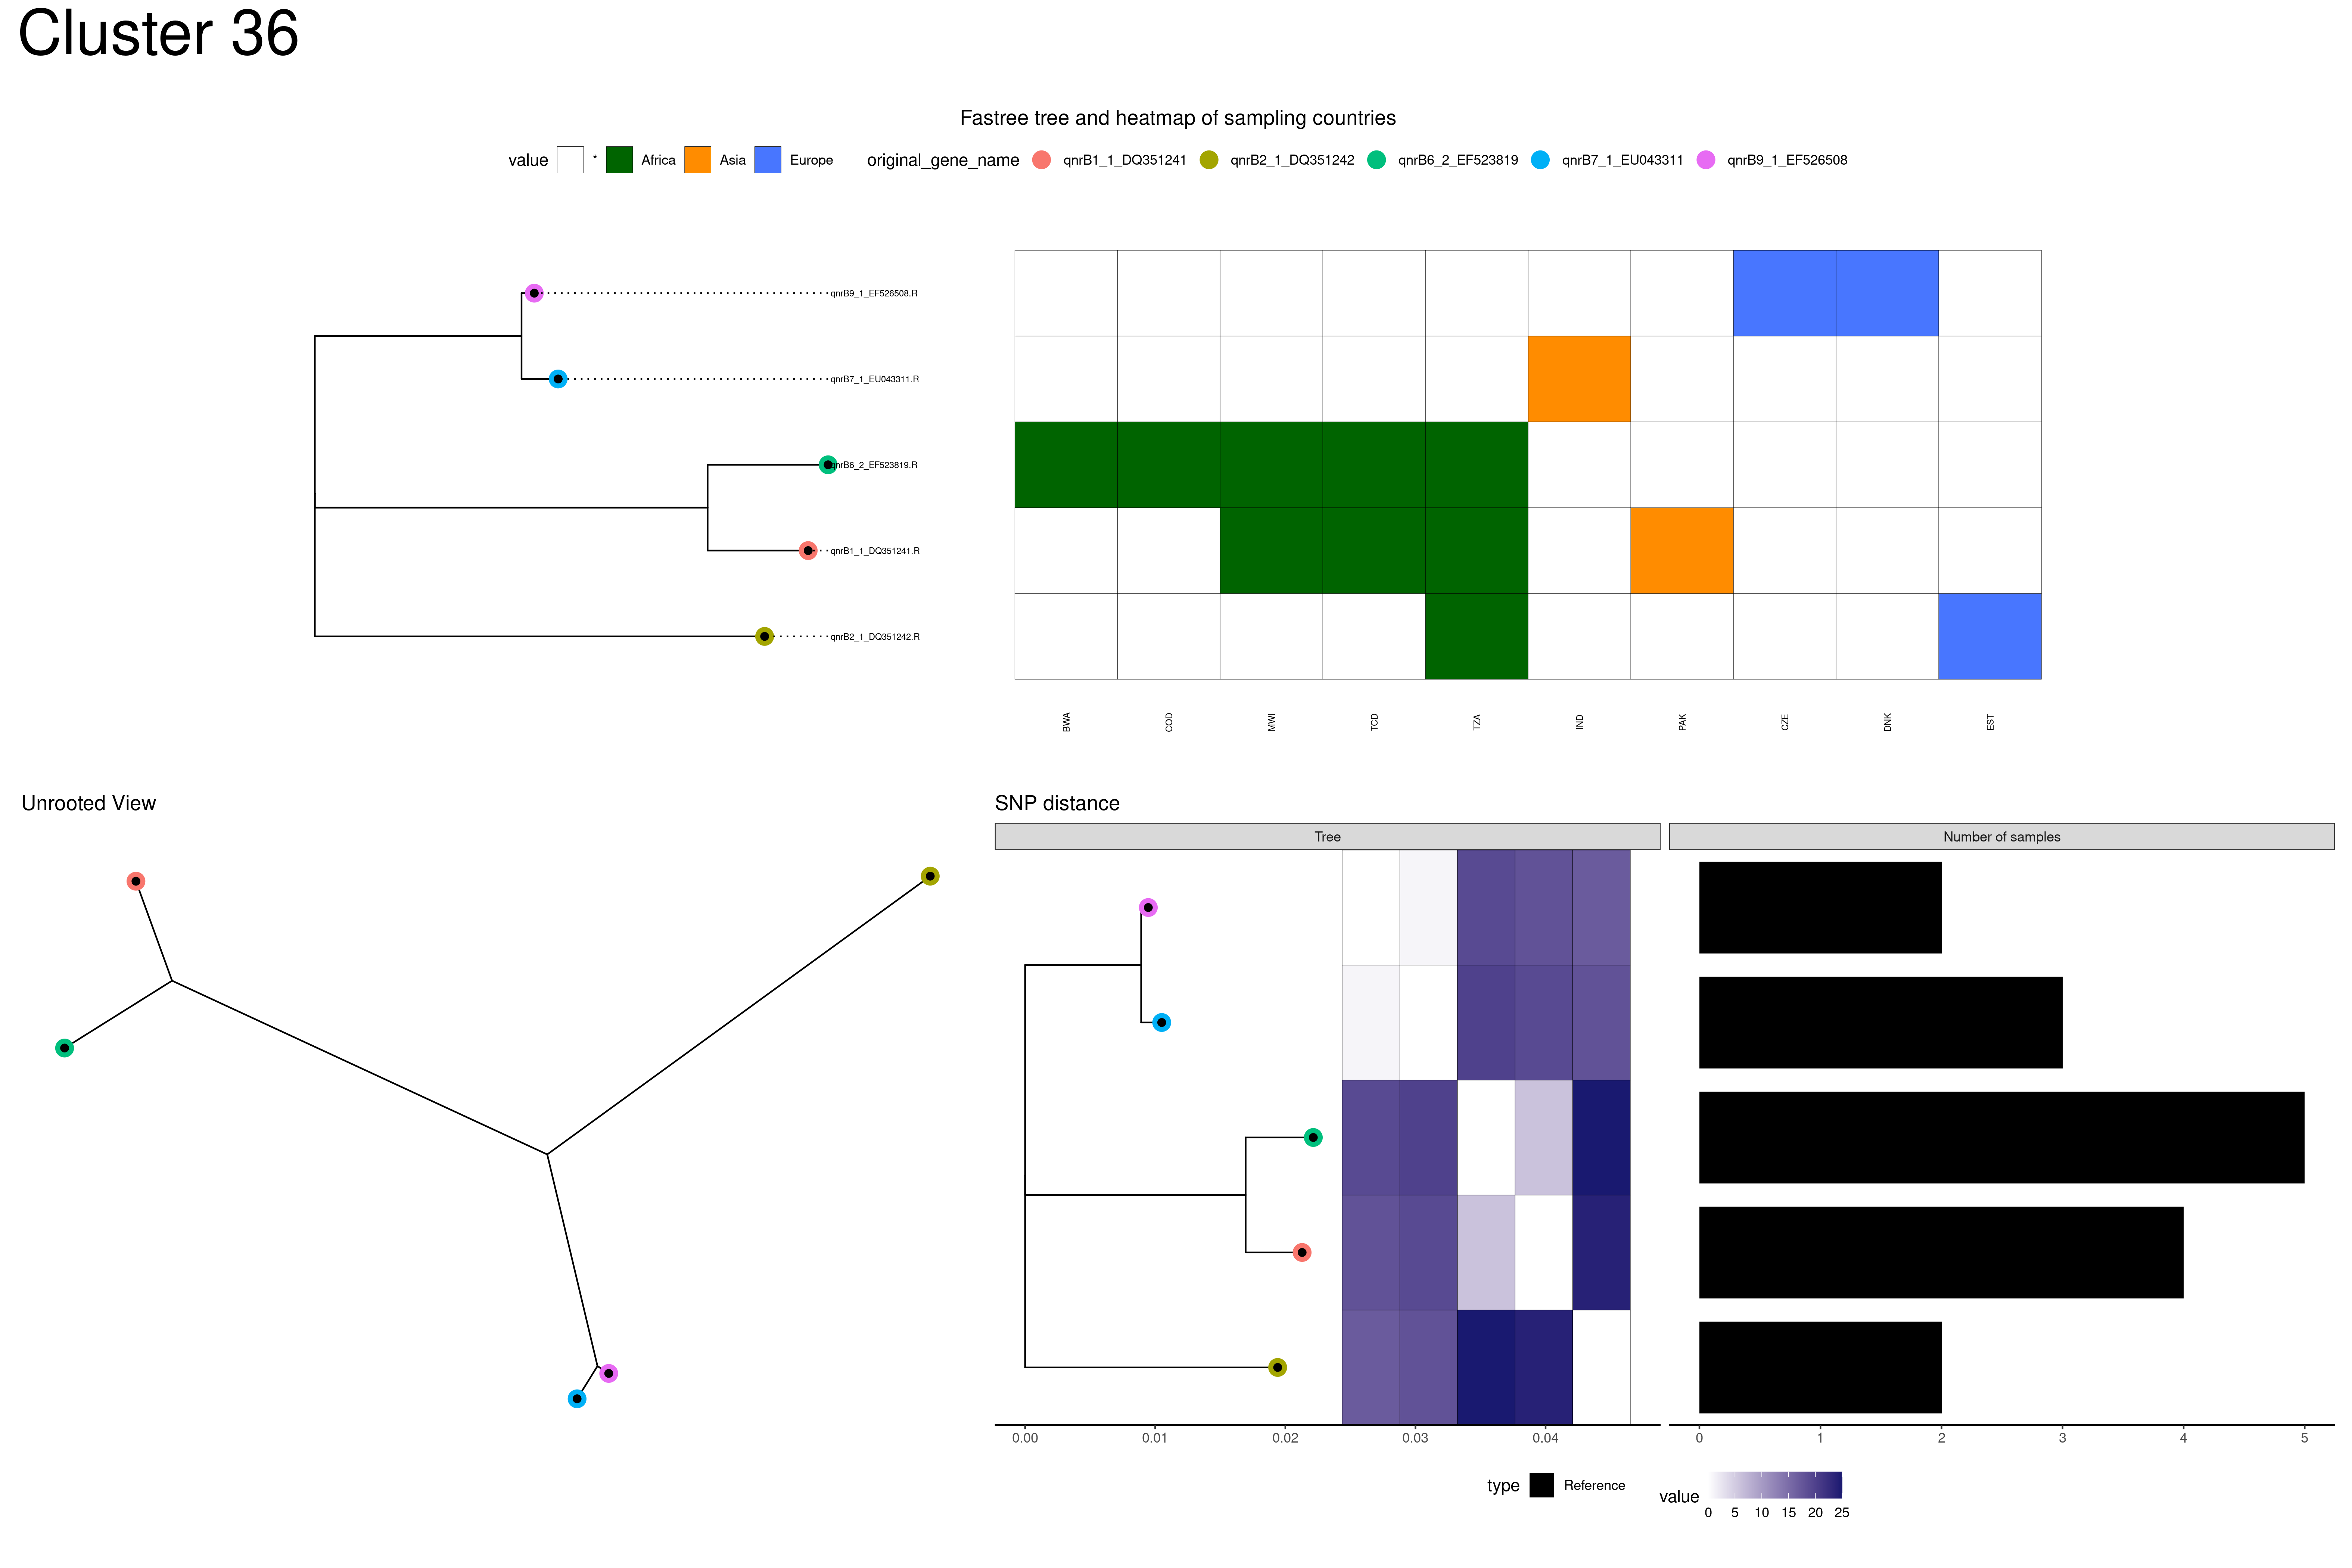 Cluster 36
Fastree tree and heatmap of sampling countries
value * Africa Asia Europe original_gene_name qnrB1_1_DQ351241 qnrB2_1_DQ351242 qnrB6_2_EF523819 qnrB7_1_EU043311 qnrB9_1_EF526508
qnrB9_1_EF526508.R
qnrB7_1_EU043311.R
qnrB6_2_EF523819.R
qnrB1_1_DQ351241.R
qnrB2_1_DQ351242.R
BWA COD MWI TCD TZA IND PAK CZE DNK EST
Unrooted View
SNP distance
Tree Number of samples
0.00 0.01 0.02 0.03 0.04 0 1 2 3 4 5
type Reference value
0 5 10 15 20 25